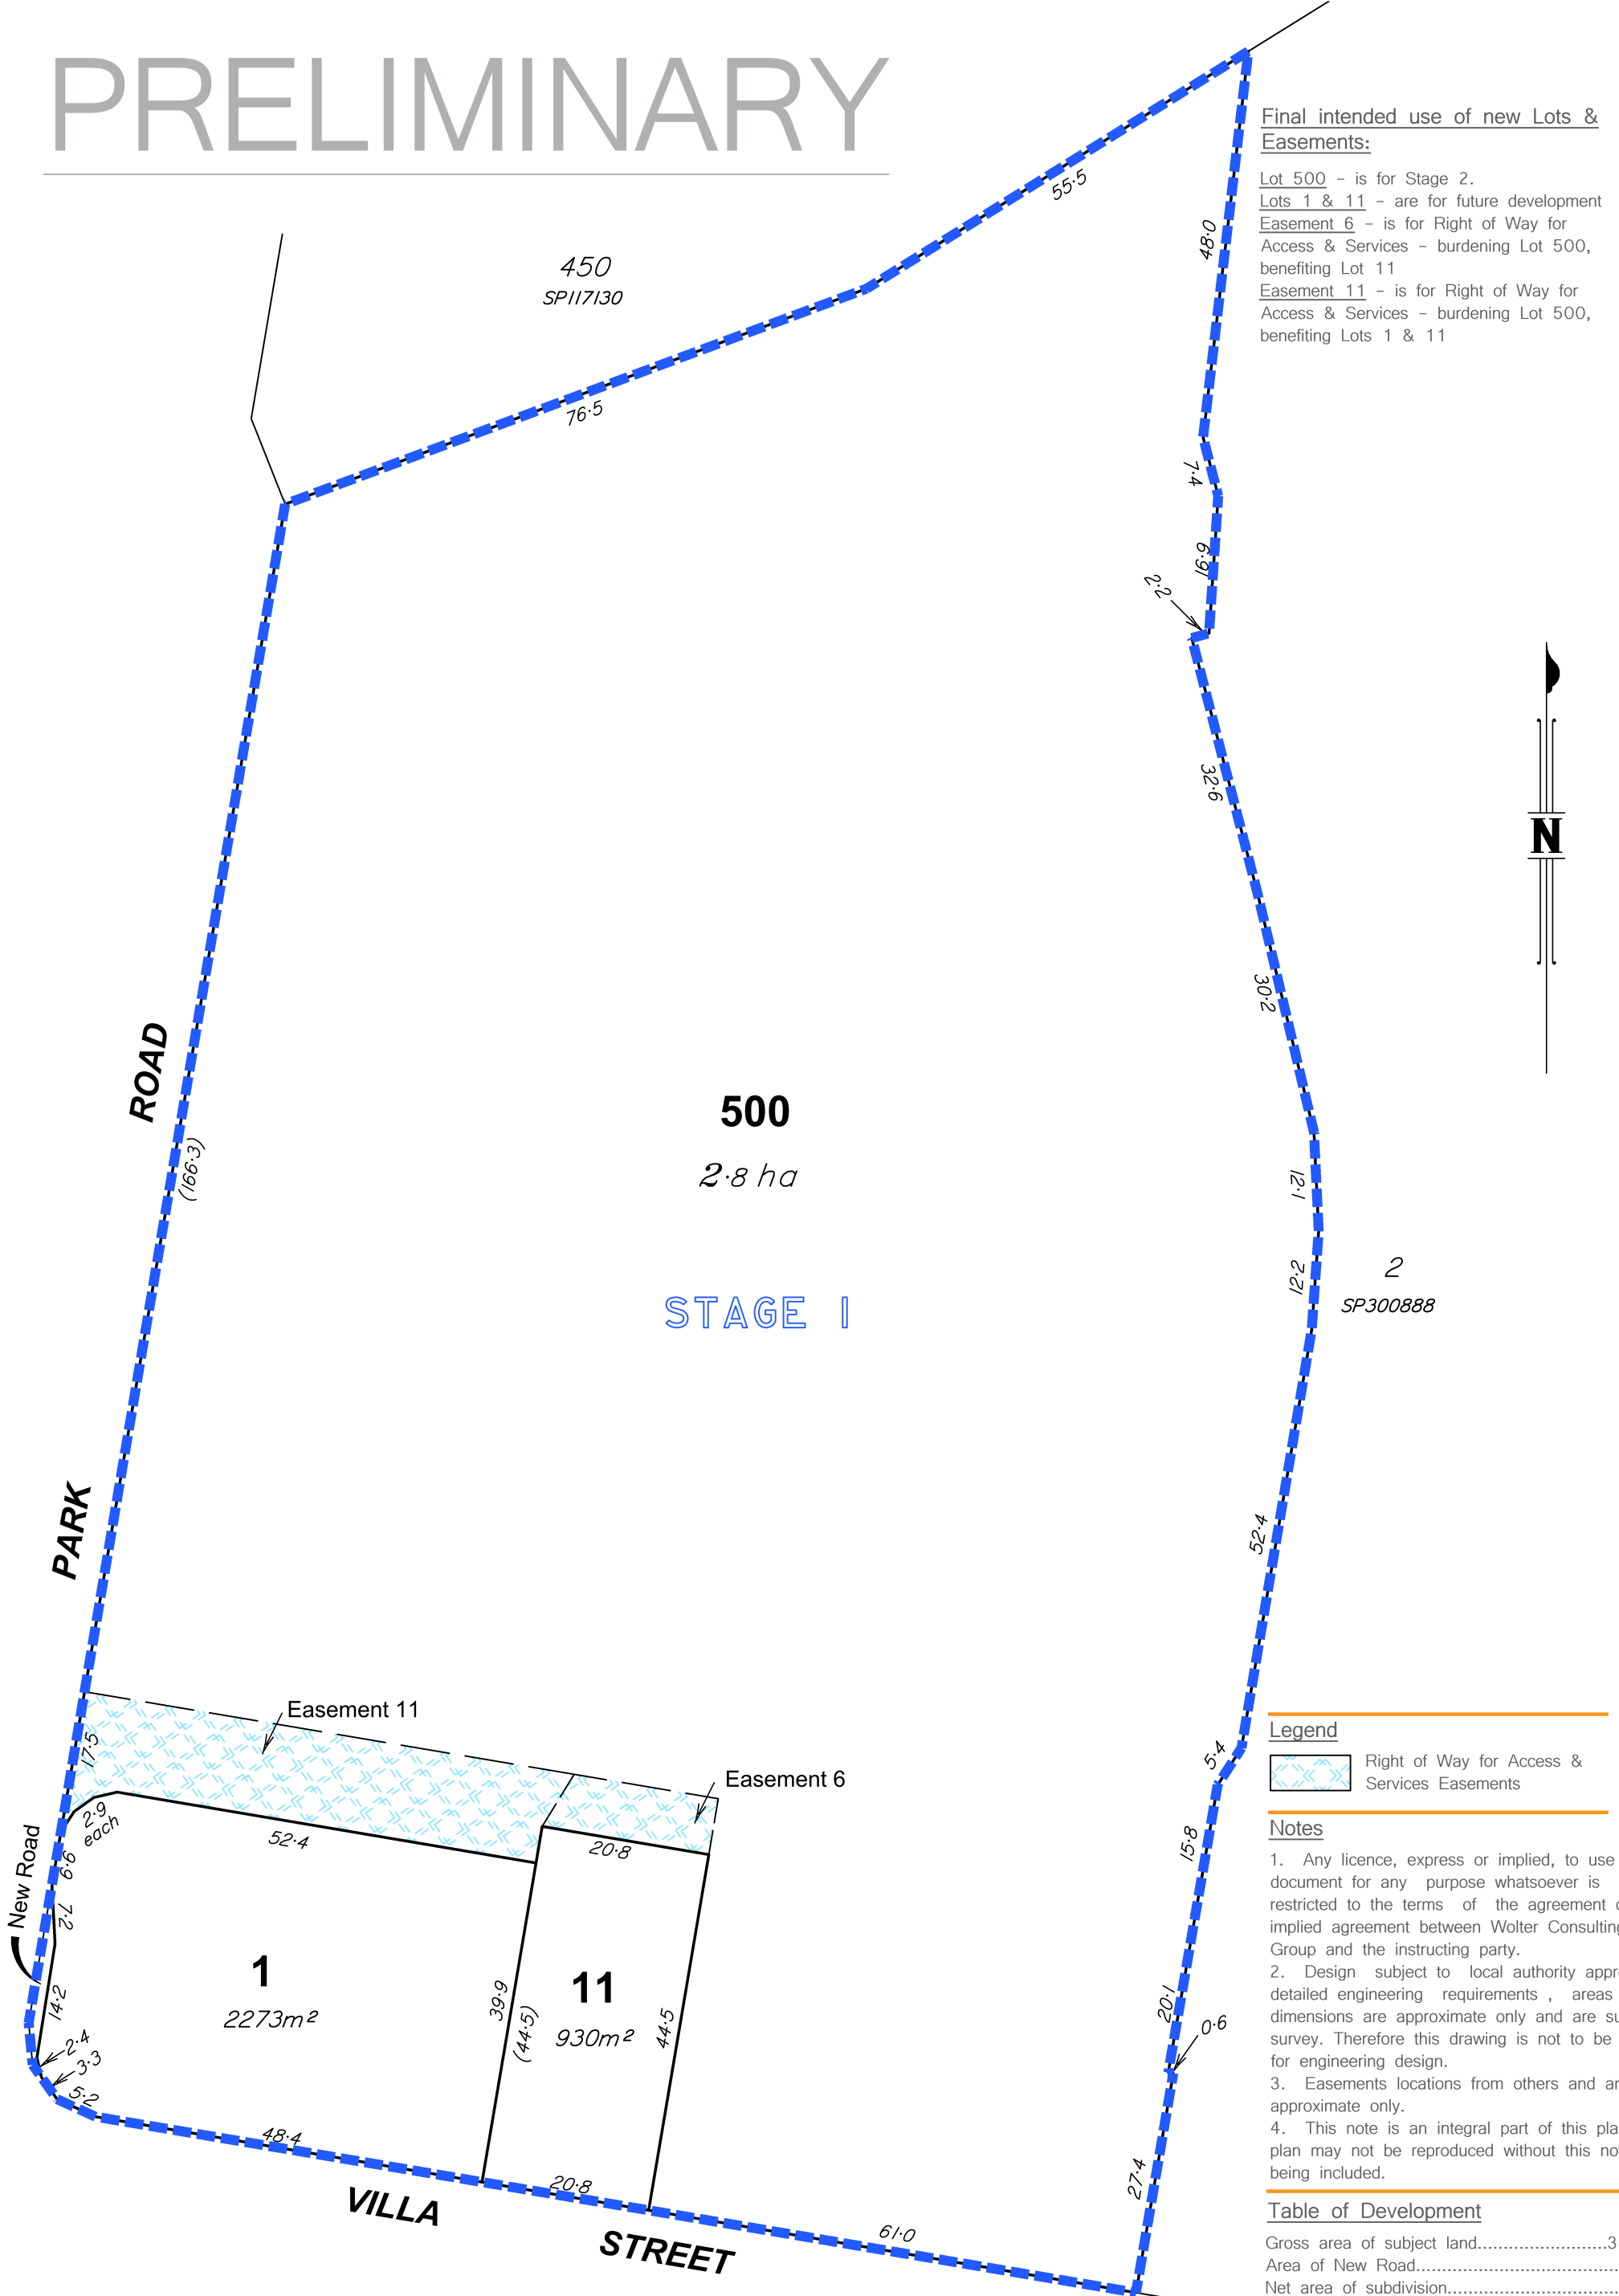 PRELIMINARY
Final intended use of new Lots &
Easements:
Lot 500 - is for Stage 2.
Lots 1 & 11 - are for future development
Easement 6 - is for Right of Way for
Access & Services - burdening Lot 500,
benefiting Lot 11
Easement 11 - is for Right of Way for
Access & Services - burdening Lot 500,
benefiting Lots 1 & 11
450
SP117130
55·5
48·0
76·5
7·4
16·9
2·2
32·6
N
30·2
ROAD
500
2·8 ha
(166·3)
12·1
12·2
2
SP300888
STAGE 1
PARK
52·4
Easement 11
17·5
Easement 6
5·4
2·9
each
52·4
20·8
15·8
New Road
6·6
7·2
1
2273m²
14·2
39·9
(44·5)
11
930m²
44·5
20·1
0·6
2·4
3·3
5·2
48·4
20·8
27·4
VILLA
STREET
61·0
Legend
Right of Way for Access &
Services Easements
Notes
1. Any licence, express or implied, to use
document for any purpose whatsoever is
restricted to the terms of the agreement
implied agreement between Wolter Consulting
Group and the instructing party.
2. Design subject to local authority appr
detailed engineering requirements , areas
dimensions are approximate only and are su
survey. Therefore this drawing is not to be
for engineering design.
3. Easements locations from others and ar
approximate only.
4. This note is an integral part of this pla
plan may not be reproduced without this no
being included.
Table of Development
Gross area of subject land.........................3
Area of New Road.......................................
Net area of subdivision.................................